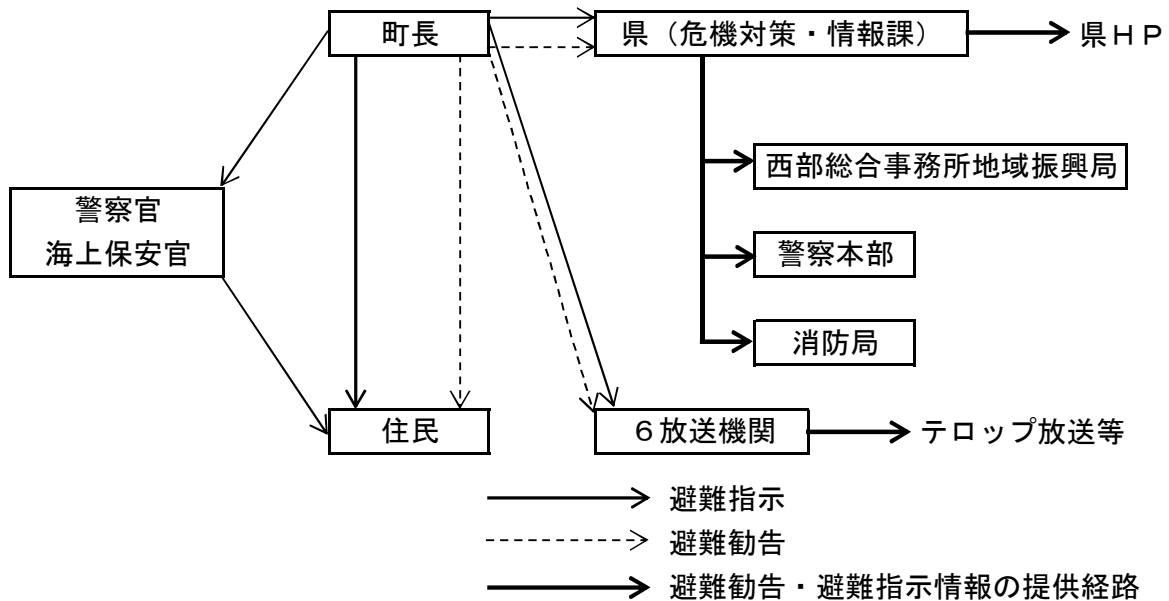 町長
県（危機対策・情報課）
県ＨＰ
西部総合事務所地域振興局
警察官
海上保安官
警察本部
消防局
住民
６放送機関
テロップ放送等
避難指示
避難勧告
避難勧告・避難指示情報の提供経路